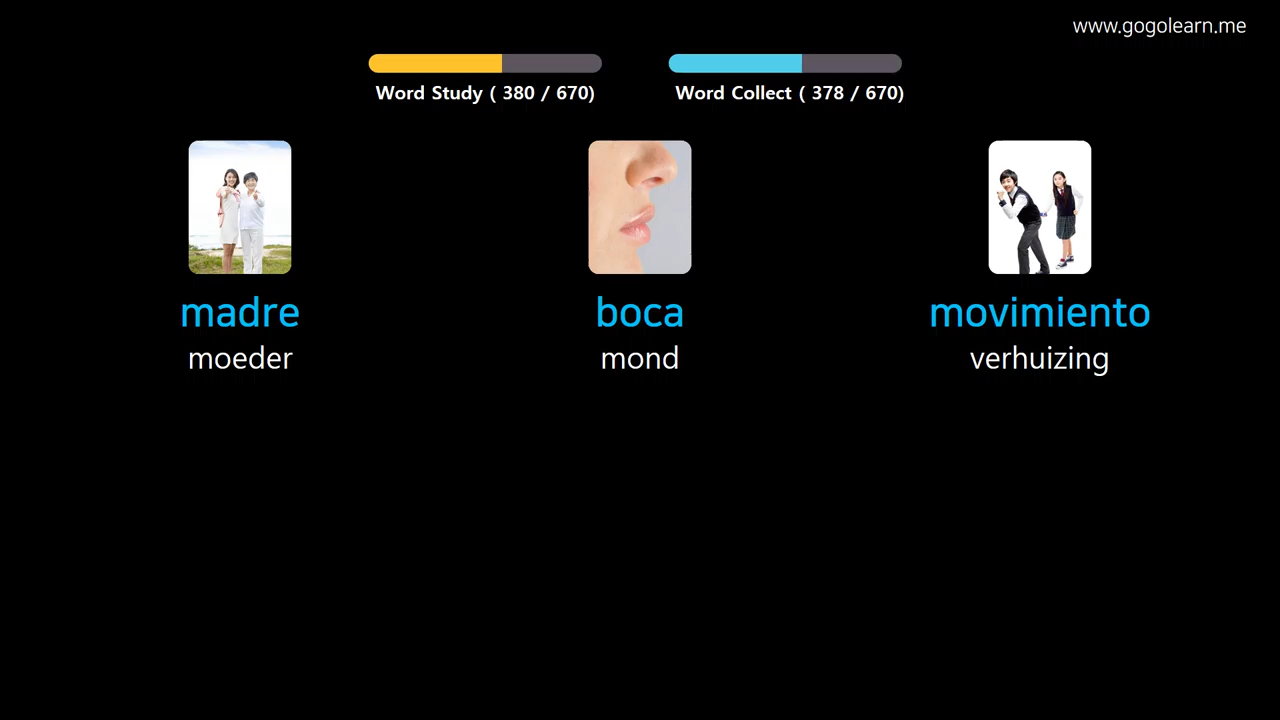 www.gogolearn.me
Word Study ( 380 / 670)
Word Collect ( 378 / 670)
madre
moeder
boca
mond
movimiento
verhuizing